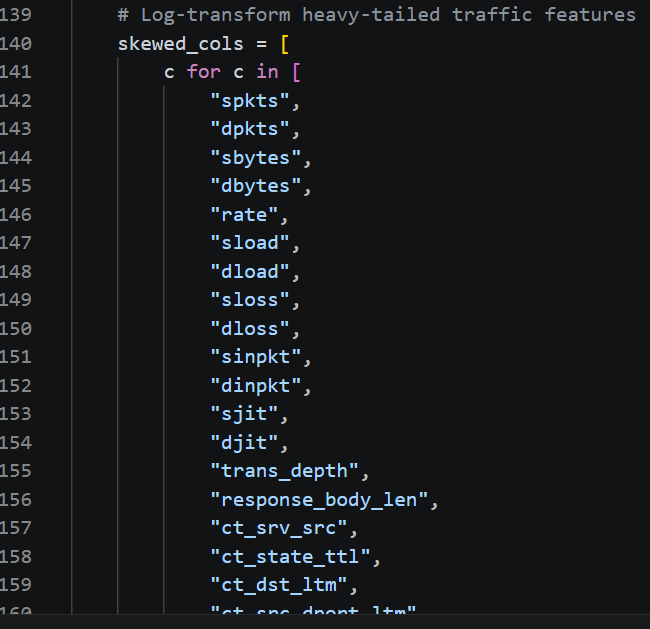 139 # Log-transform heavy-tailed traffic features
140 skewed_cols = [
141 c for c in [
142 "spkts",
143 "dpkts",
144 "sbytes",
145 "dbytes",
146 "rate",
147 "sload",
148 "dload",
149 "sloss",
150 "dloss",
151 "sinpkt",
152 "dinpkt",
153 "sjit",
154 "djit",
155 "trans_depth",
156 "response_body_len",
157 "ct_srv_src",
158 "ct_state_ttl",
159 "ct_dst_ltm",
160 "ct_src_dport_ltm"